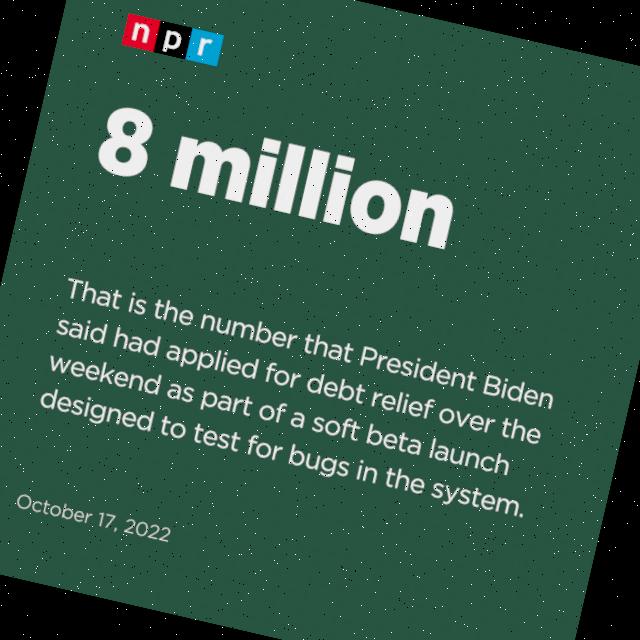 npr
8 million
That is the number that President Biden
said had applied for debt relief over the
weekend as part of a soft beta launch
designed to test for bugs in the system.
October 17, 2022